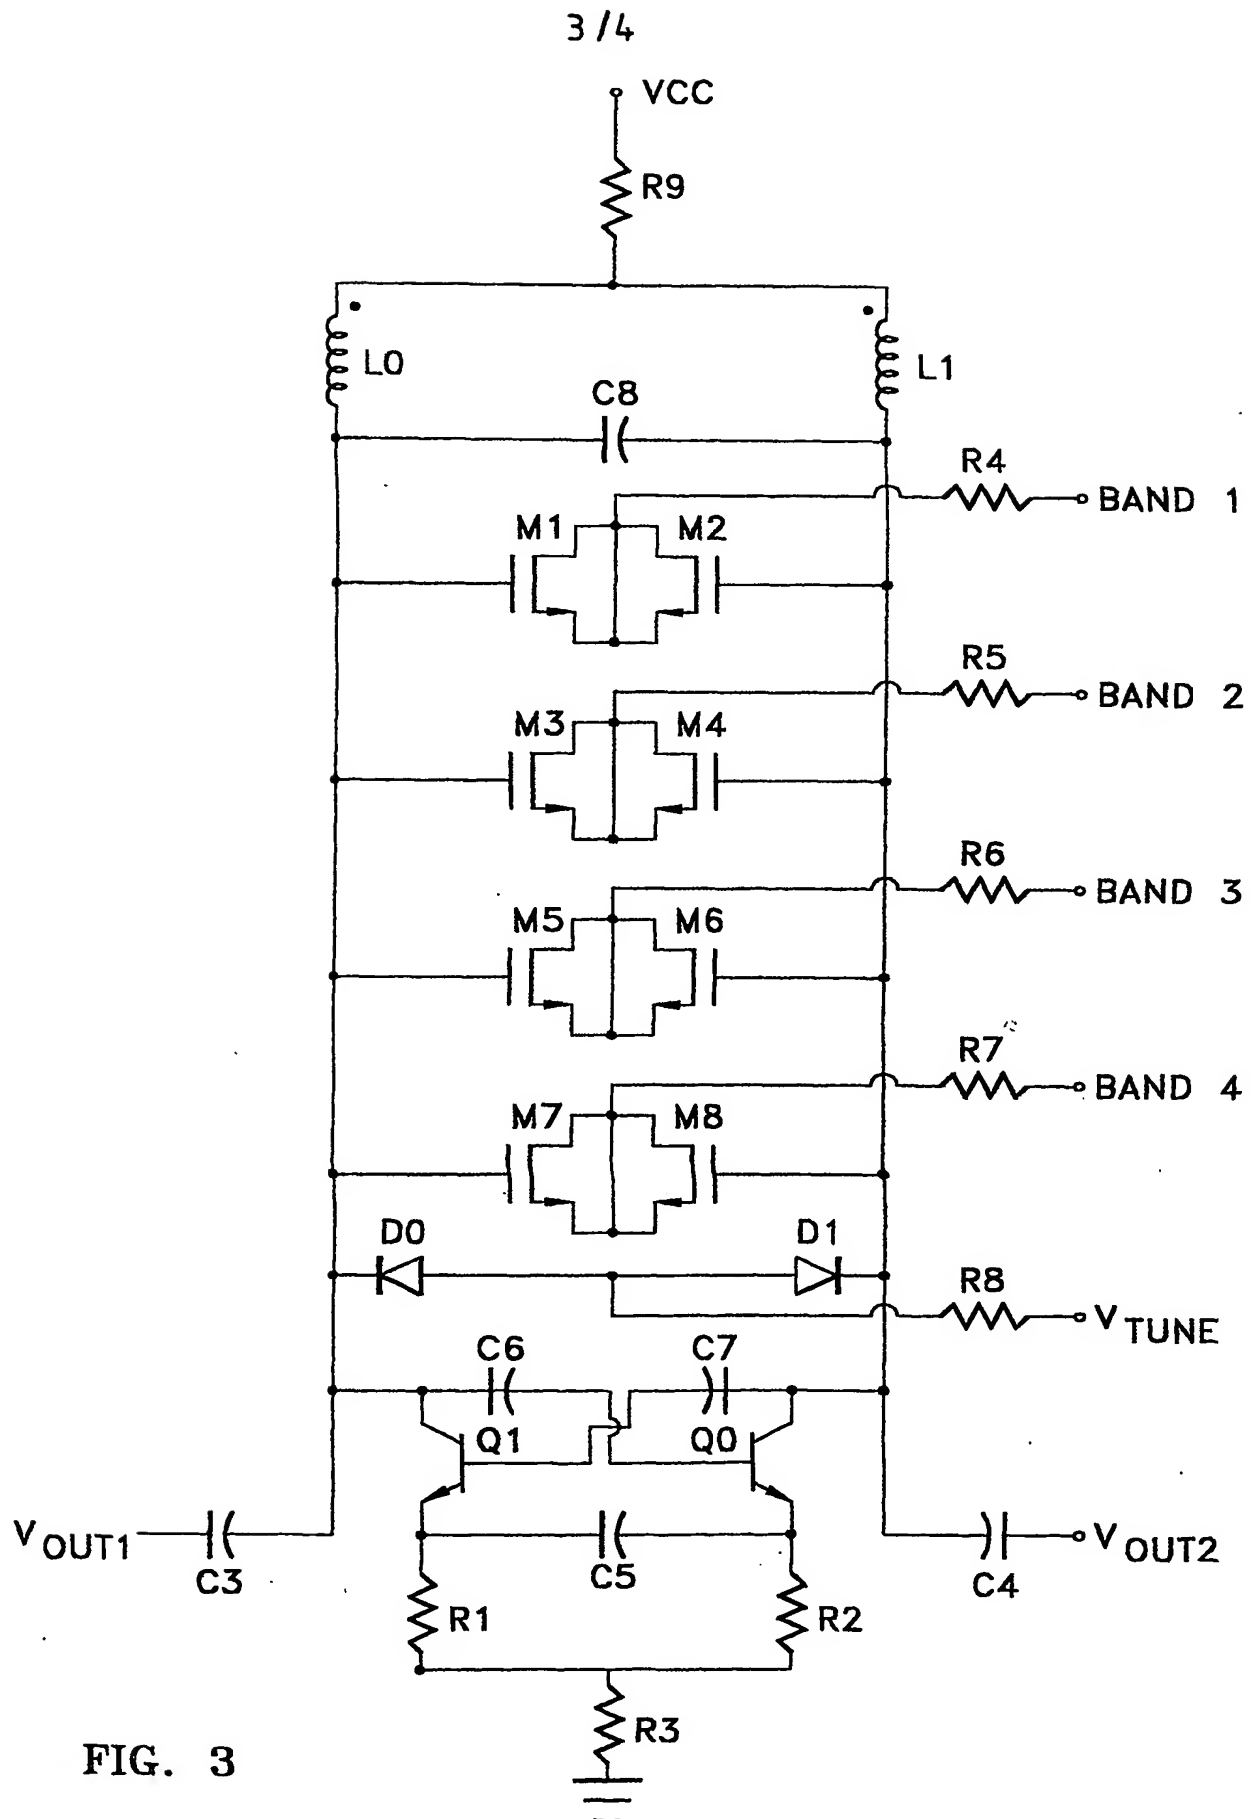 3/4
VCC
R9
L0
L1
C8
R4
BAND 1
M1
M2
R5
BAND 2
M3
M4
R6
BAND 3
M5
M6
R7
BAND 4
M7
M8
D0
D1
R8
VTUNE
C6
C7
Q1
Q0
VOUT1
VOUT2
C3
C5
C4
R1
R2
R3
FIG. 3